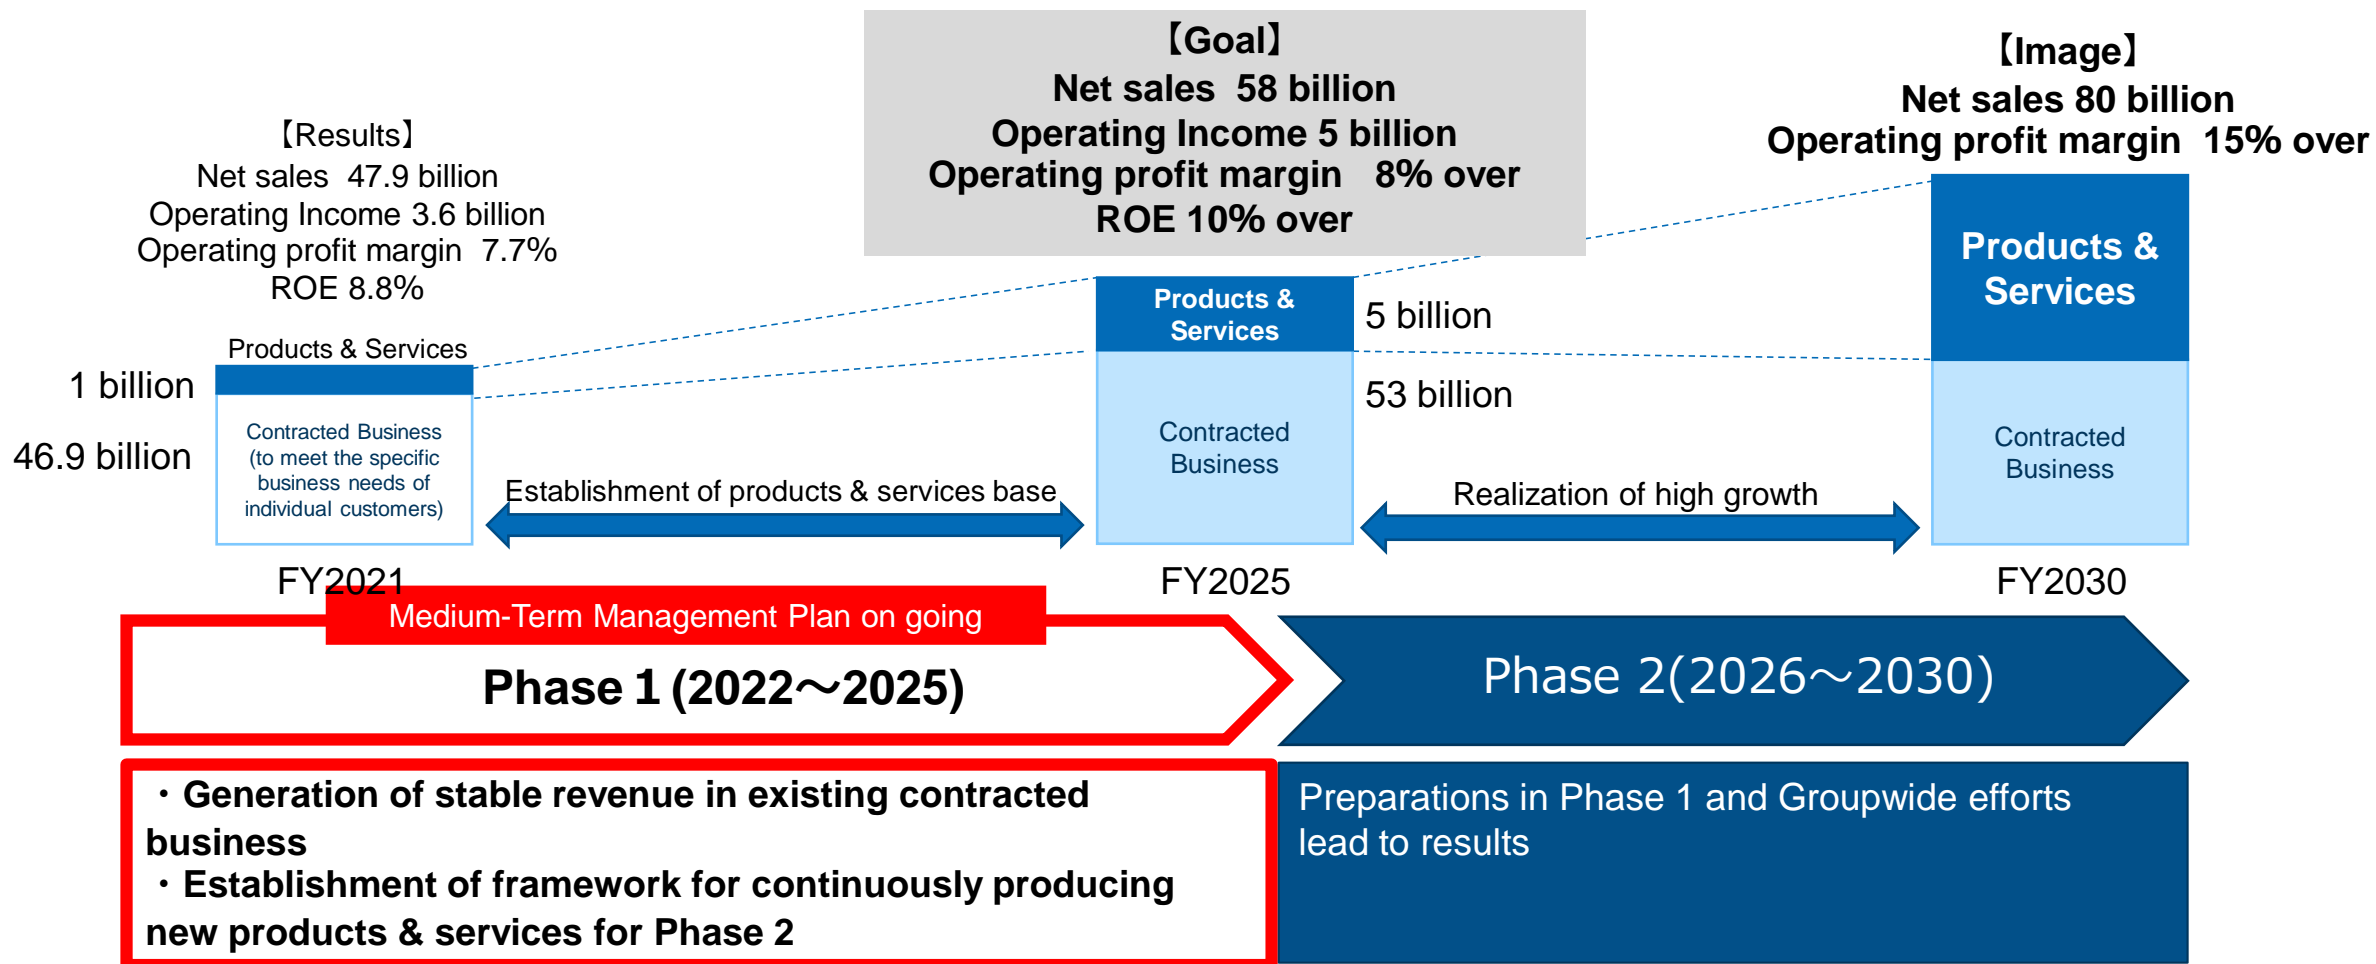 【Results】
Net sales  47.9 billion
Operating Income 3.6 billion
Operating profit margin  7.7%
ROE 8.8%
【Goal】
Net sales  58 billion
Operating Income 5 billion
Operating profit margin   8% over
ROE 10% over
【Image】
Net sales 80 billion
Operating profit margin  15% over
Products & Services
1 billion
46.9 billion
Contracted Business
(to meet the specific
business needs of
individual customers)
Establishment of products & services base
Products &
Services
5 billion
53 billion
Contracted
Business
Realization of high growth
Products &
Services
Contracted
Business
FY2021
FY2025
FY2030
Medium-Term Management Plan on going
Phase 1 (2022～2025)
Phase 2(2026～2030)
・Generation of stable revenue in existing contracted
business
・Establishment of framework for continuously producing
new products & services for Phase 2
Preparations in Phase 1 and Groupwide efforts
lead to results